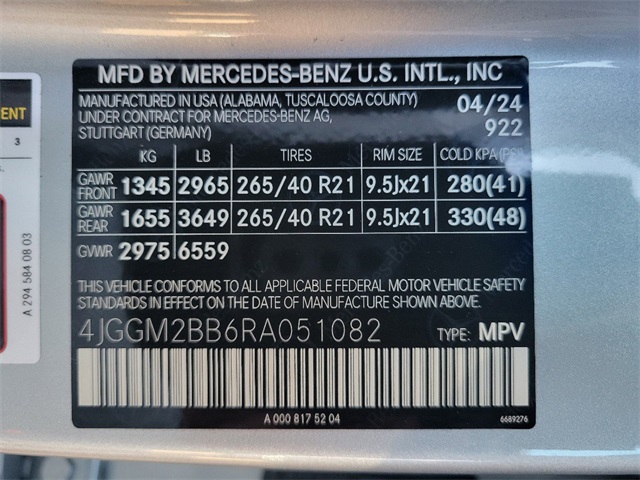 MFD BY MERCEDES-BENZ U.S. INTL., INC
MANUFACTURED IN USA (ALABAMA, TUSCALOOSA COUNTY) 04/24
UNDER CONTRACT FOR MERCEDES-BENZ AG,
STUTTGART (GERMANY) 922
KG LB TIRES RIM SIZE COLD KPA (PSI)
GAWR FRONT 1345 2965 265/40 R21 9.5Jx21 280(41)
GAWR REAR 1655 3649 265/40 R21 9.5Jx21 330(48)
GVWR 2975 6559
THIS VEHICLE CONFORMS TO ALL APPLICABLE FEDERAL MOTOR VEHICLE SAFETY
STANDARDS IN EFFECT ON THE DATE OF MANUFACTURE SHOWN ABOVE.
4JGGM2BB6RA051082 TYPE: MPV
A 000 817 52 04
6689276
3
A 294 584 08 03